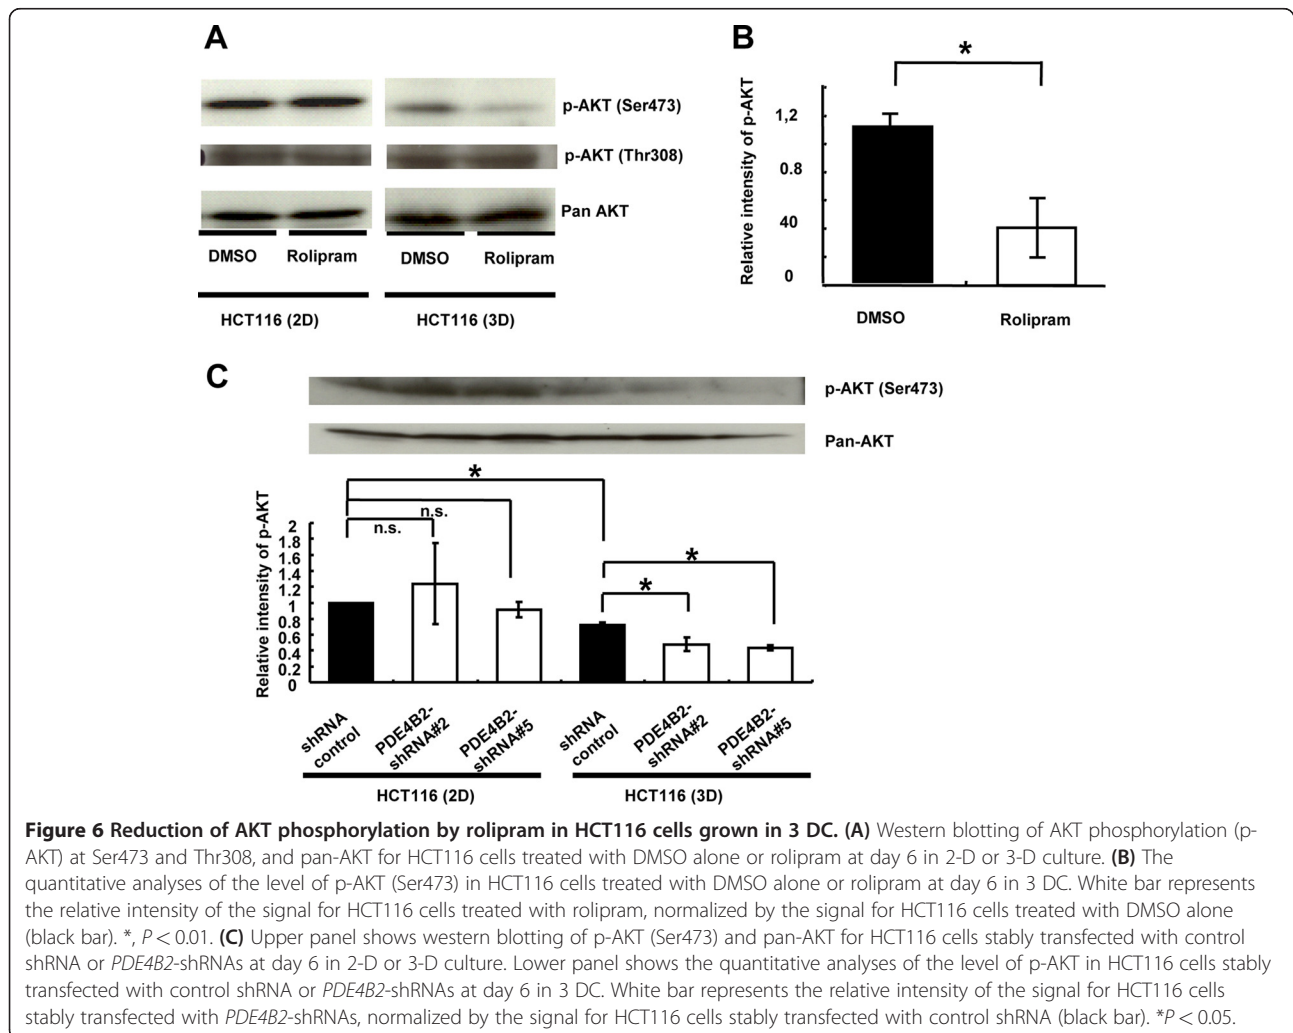 A
p-AKT (Ser473)
p-AKT (Thr308)
Pan AKT
DMSO Rolipram DMSO Rolipram
HCT116 (2D) HCT116 (3D)
B
*
Relative intensity of p-AKT
1,2
0.8
40
0
DMSO Rolipram
C
p-AKT (Ser473)
Pan-AKT
*
n.s.
n.s.
*
*
Relative intensity of p-AKT
2
1.8
1.6
1.4
1.2
1
0.8
0.6
0.4
0.2
0
shRNA
control
PDE4B2-
shRNA#2
PDE4B2-
shRNA#5
shRNA
control
PDE4B2-
shRNA#2
PDE4B2-
shRNA#5
HCT116 (2D) HCT116 (3D)
Figure 6 Reduction of AKT phosphorylation by rolipram in HCT116 cells grown in 3 DC. (A) Western blotting of AKT phosphorylation (p-
AKT) at Ser473 and Thr308, and pan-AKT for HCT116 cells treated with DMSO alone or rolipram at day 6 in 2-D or 3-D culture. (B) The
quantitative analyses of the level of p-AKT (Ser473) in HCT116 cells treated with DMSO alone or rolipram at day 6 in 3 DC. White bar represents
the relative intensity of the signal for HCT116 cells treated with rolipram, normalized by the signal for HCT116 cells treated with DMSO alone
(black bar). *, P < 0.01. (C) Upper panel shows western blotting of p-AKT (Ser473) and pan-AKT for HCT116 cells stably transfected with control
shRNA or PDE4B2-shRNAs at day 6 in 2-D or 3-D culture. Lower panel shows the quantitative analyses of the level of p-AKT in HCT116 cells stably
transfected with control shRNA or PDE4B2-shRNAs at day 6 in 3 DC. White bar represents the relative intensity of the signal for HCT116 cells
stably transfected with PDE4B2-shRNAs, normalized by the signal for HCT116 cells stably transfected with control shRNA (black bar). *P < 0.05.